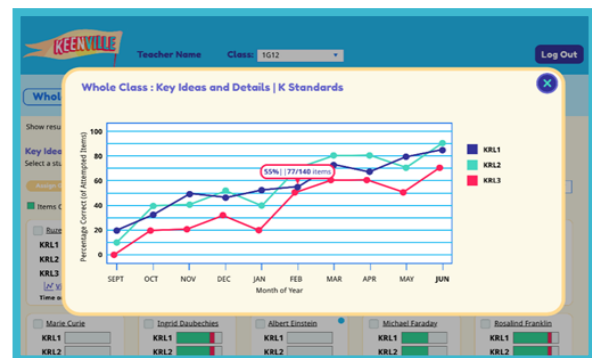 KEENVILLE
Teacher Name Class: 1G12 Log Out
Whole Class : Key Ideas and Details | K Standards X
Whol
Show resu
Key Idea
Select a stu
Items C
KRL1
KRL2
KRL3
Time s
Percentage Correct (of Attempted Items)
100
80
60
40
20
0
55% | 77/140 items
SEPT OCT NOV DEC JAN FEB MAR APR MAY JUN
Month of Year
KRL1
KRL2
KRL3
Marie Curie Ingrid Daubechies Albert Einstein Michael Faraday Rosalind Franklin
KRL1 KRL1 KRL1 KRL1 KRL1
KRL2 KRL2 KRL2 KRL2 KRL2